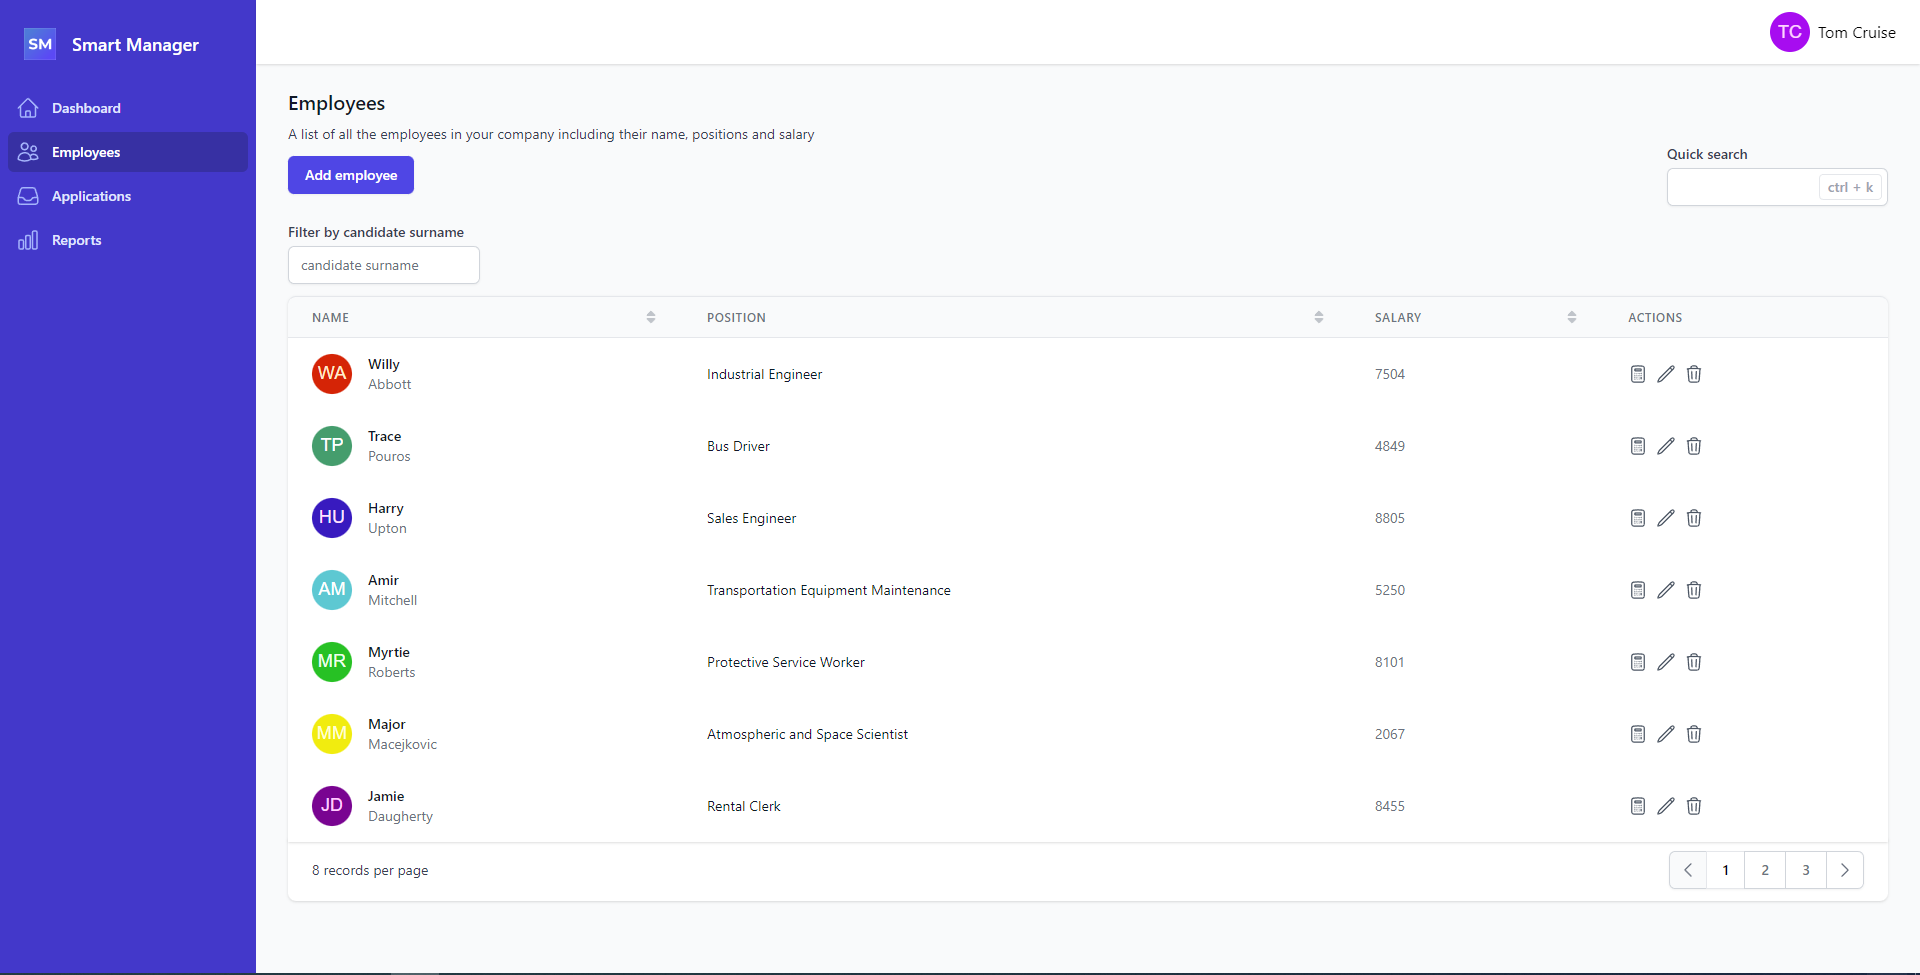 SM Smart Manager
Dashboard
Employees
Applications
Reports
TC Tom Cruise
Employees
A list of all the employees in your company including their name, positions and salary
Add employee
Quick search
ctrl + k
Filter by candidate surname
candidate surname
NAME POSITION SALARY ACTIONS
WA Willy
Abbott
Industrial Engineer 7504
TP Trace
Pouros
Bus Driver 4849
HU Harry
Upton
Sales Engineer 8805
AM Amir
Mitchell
Transportation Equipment Maintenance 5250
MR Myrtie
Roberts
Protective Service Worker 8101
MM Major
Macejkovic
Atmospheric and Space Scientist 2067
JD Jamie
Daugherty
Rental Clerk 8455
8 records per page
1 2 3